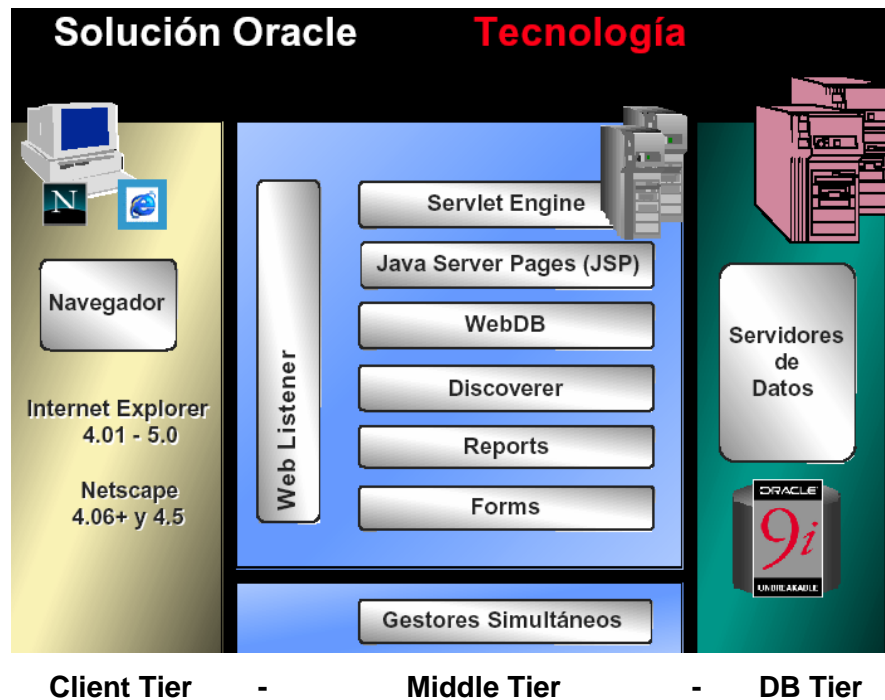 Solución Oracle Tecnología
N
Navegador
Internet Explorer
4.01 - 5.0
Netscape
4.06+ y 4.5
Web Listener
Servlet Engine
Java Server Pages (JSP)
WebDB
Discoverer
Reports
Forms
Gestores Simultáneos
Servidores
de
Datos
ORACLE
9i
UNBREAKABLE
Client Tier - Middle Tier - DB Tier